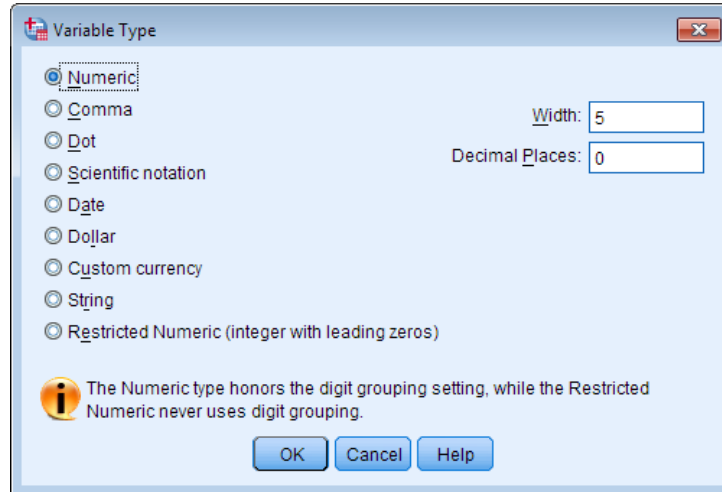 Variable Type
Numeric
Comma
Dot
Scientific notation
Date
Dollar
Custom currency
String
Restricted Numeric (integer with leading zeros)
Width: 5
Decimal Places: 0
The Numeric type honors the digit grouping setting, while the Restricted
Numeric never uses digit grouping.
OK Cancel Help